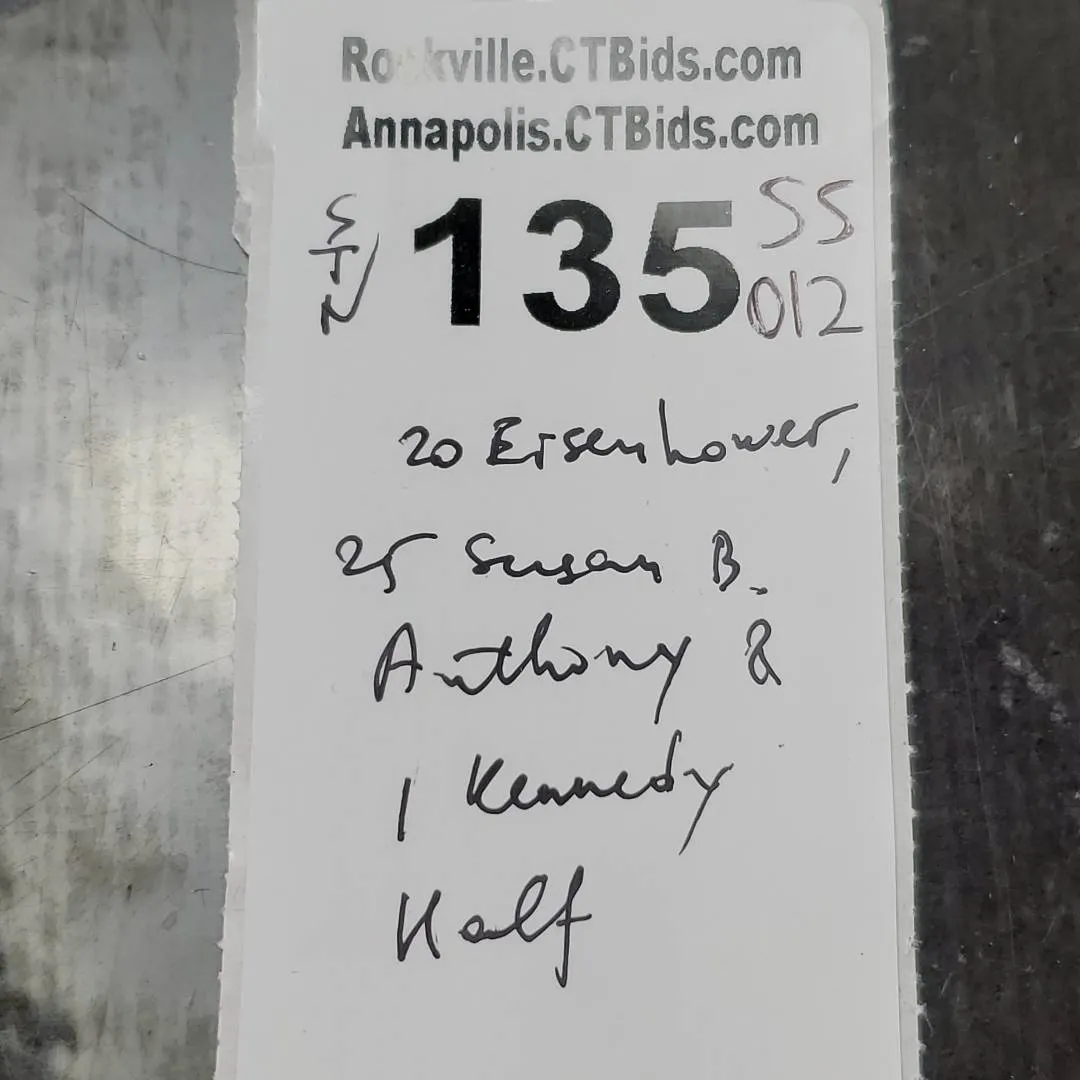 Rockville.CTBids.com
Annapolis.CTBids.com
135
SS
012
20 Eisenhower,
25 Susan B.
Anthony &
1 Kennedy
Half